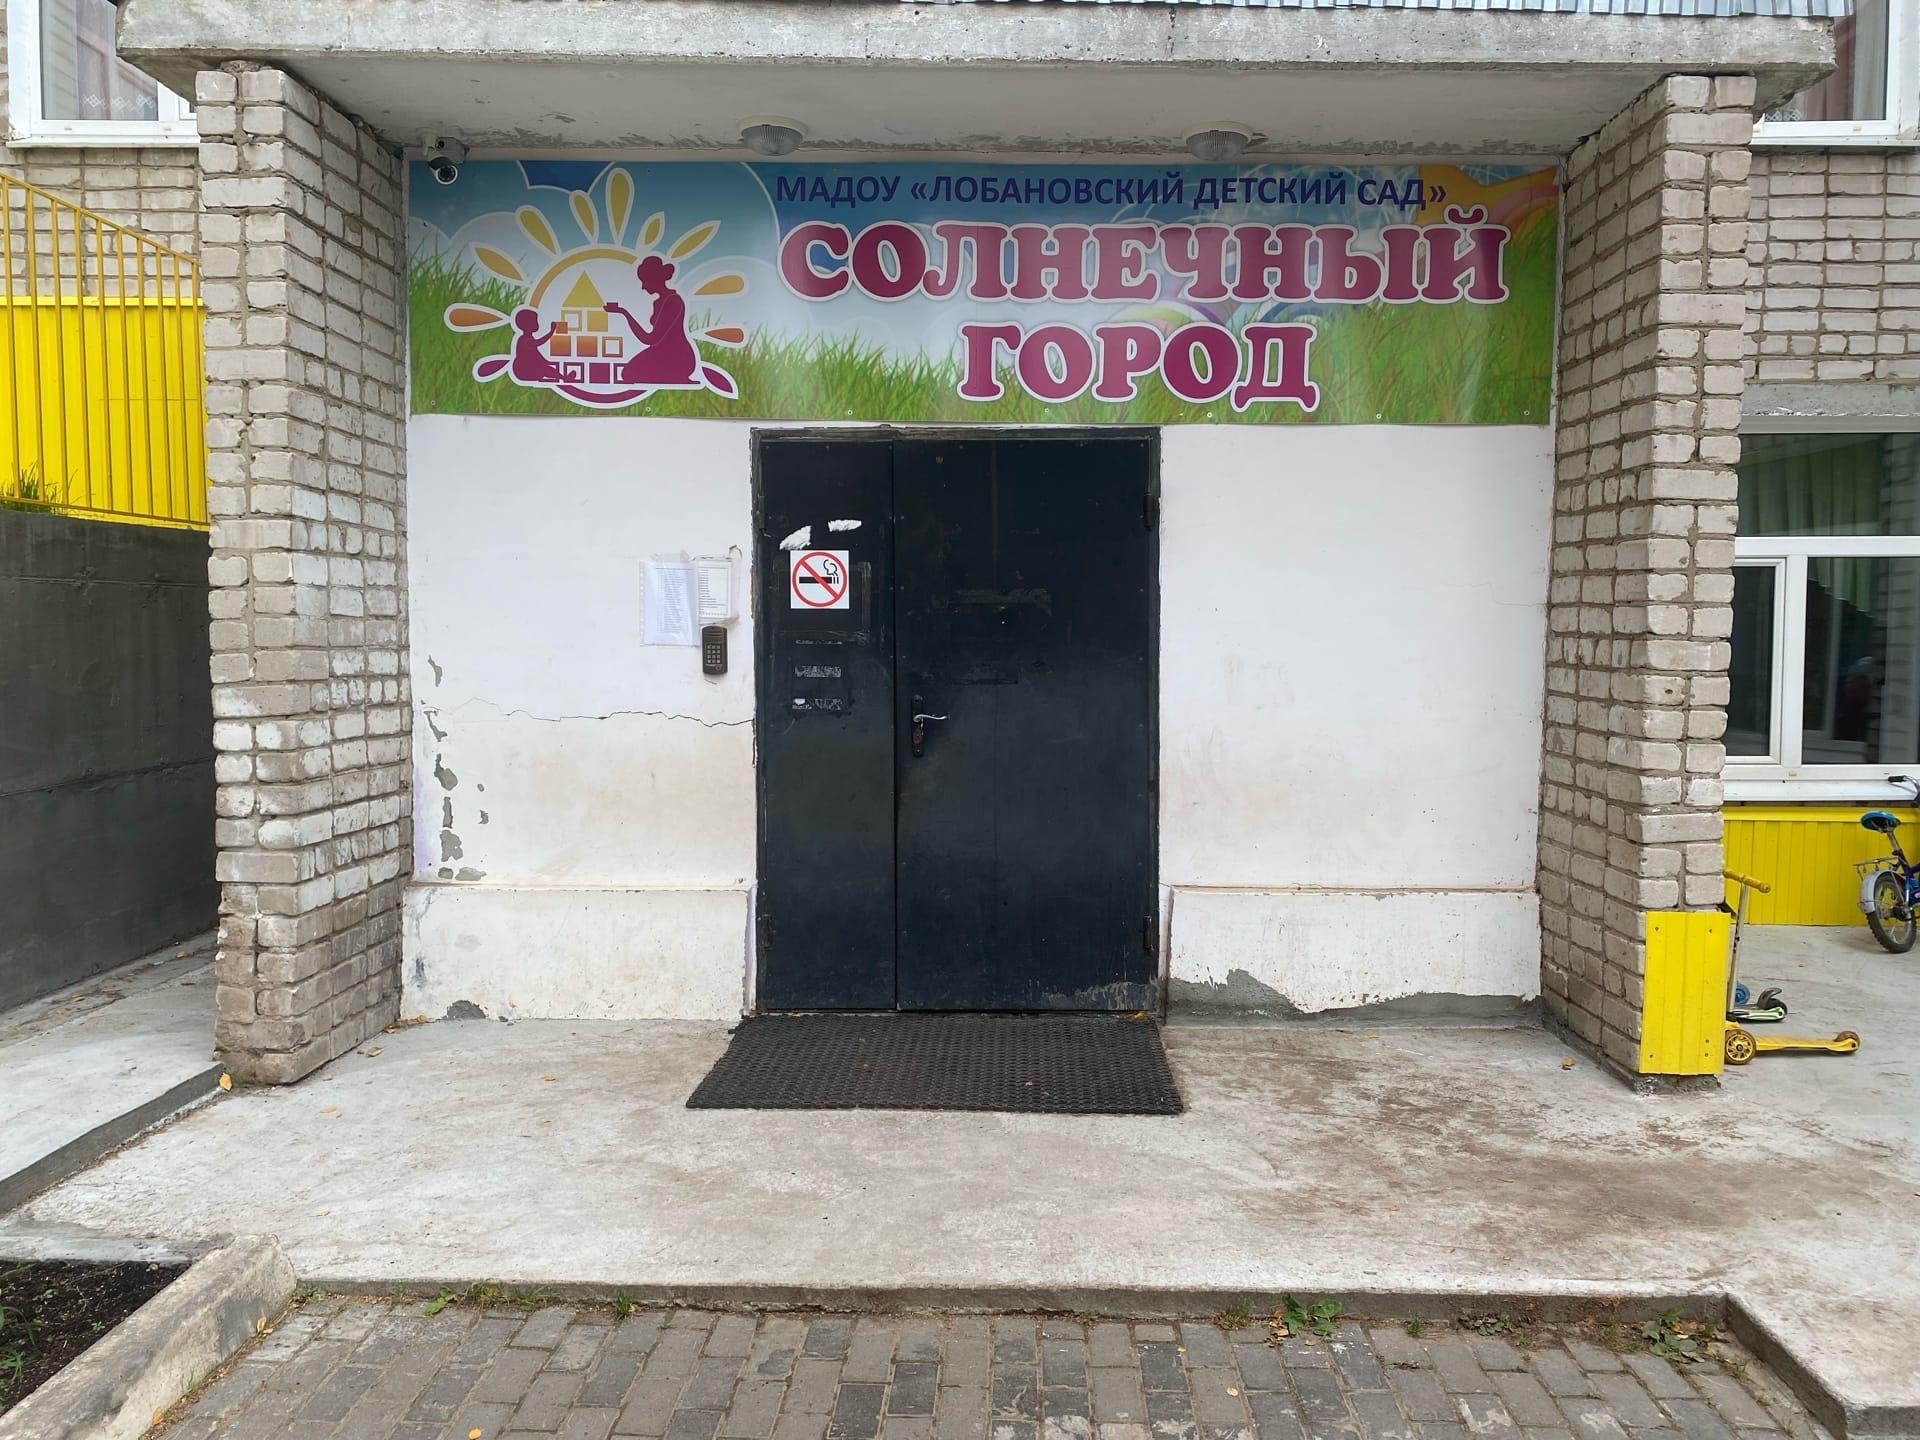 МАДОУ «ЛОБАНОВСКИЙ ДЕТСКИЙ САД»
СОЛНЕЧНЫЙ
ГОРОД